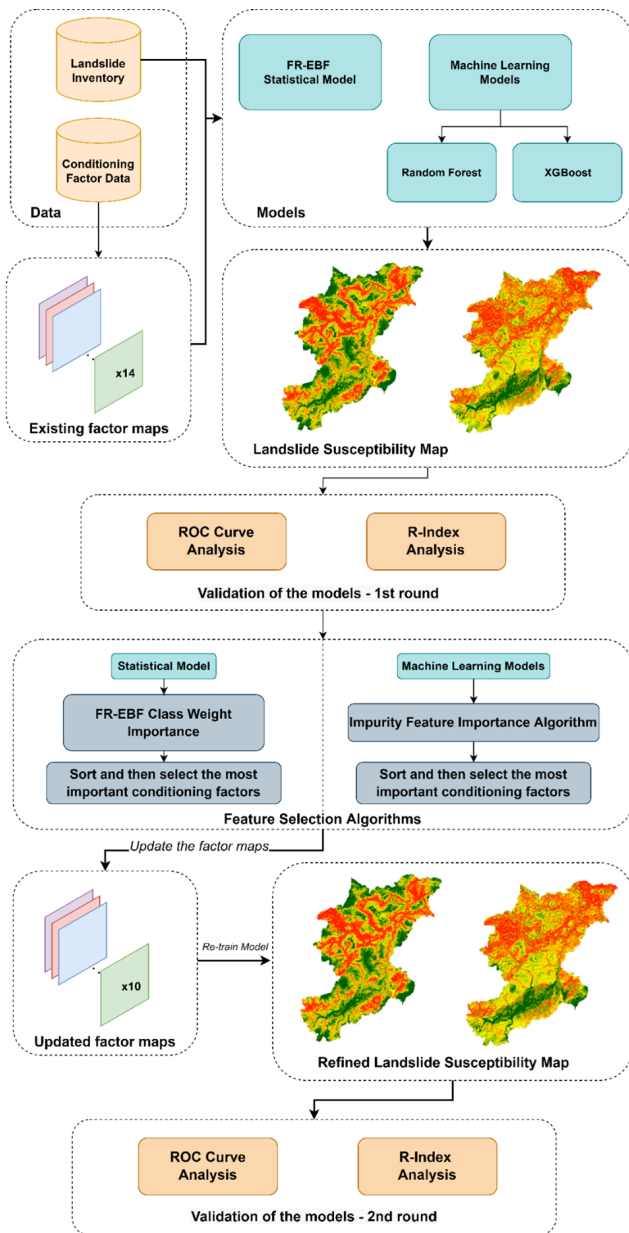 Landslide
Inventory
Conditioning
Factor Data
Data
FR-EBF
Statistical Model
Machine Learning
Models
Random Forest
XGBoost
Models
x14
Existing factor maps
Landslide Susceptibility Map
ROC Curve
Analysis
R-Index
Analysis
Validation of the models - 1st round
Statistical Model
FR-EBF Class Weight
Importance
Sort and then select the most
important conditioning factors
Machine Learning Models
Impurity Feature Importance Algorithm
Sort and then select the most
important conditioning factors
Feature Selection Algorithms
Update the factor maps
x10
Updated factor maps
Re-train Model
Refined Landslide Susceptibility Map
ROC Curve
Analysis
R-Index
Analysis
Validation of the models - 2nd round